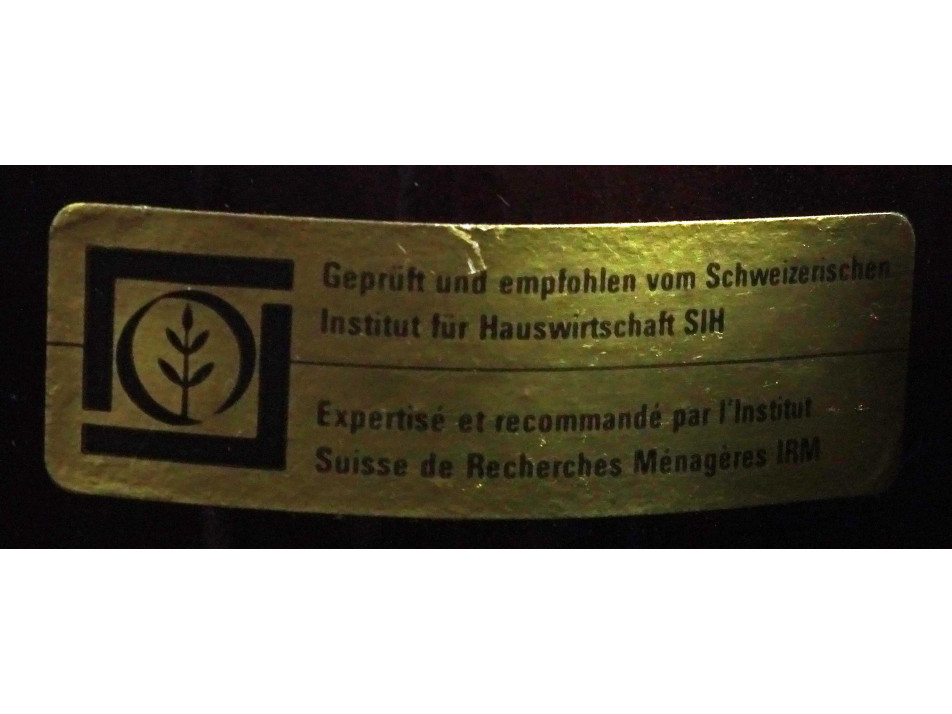 Geprüft und empfohlen vom Schweizerischen
Institut für Hauswirtschaft SIH
Expertisé et recommandé par l'Institut
Suisse de Recherches Ménagères IRM